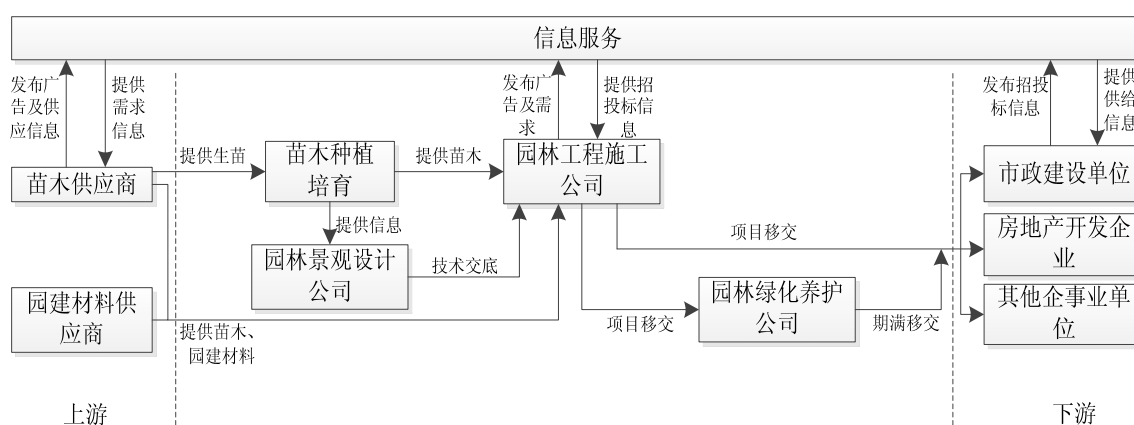 信息服务
发布广
告及供
应信息
提供
需求
信息
发布广
告及需
求
提供招
投标信
息
发布招投
标信息
提供
供给
信息
苗木供应商
提供生苗
苗木种植
培育
提供苗木
园林工程施工
公司
市政建设单位
提供信息
园林景观设计
公司
技术交底
项目移交
房地产开发企
业
园建材料供
应商
提供苗木、
园建材料
项目移交
园林绿化养护
公司
期满移交
其他企事业单
位
上游
下游